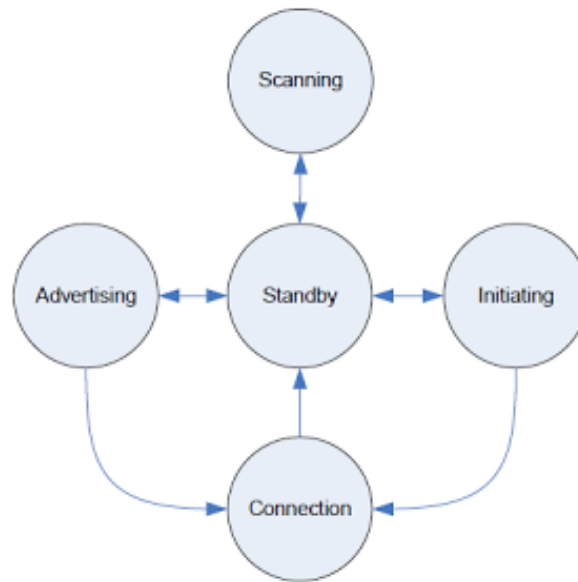 Scanning
Advertising
Standby
Initiating
Connection